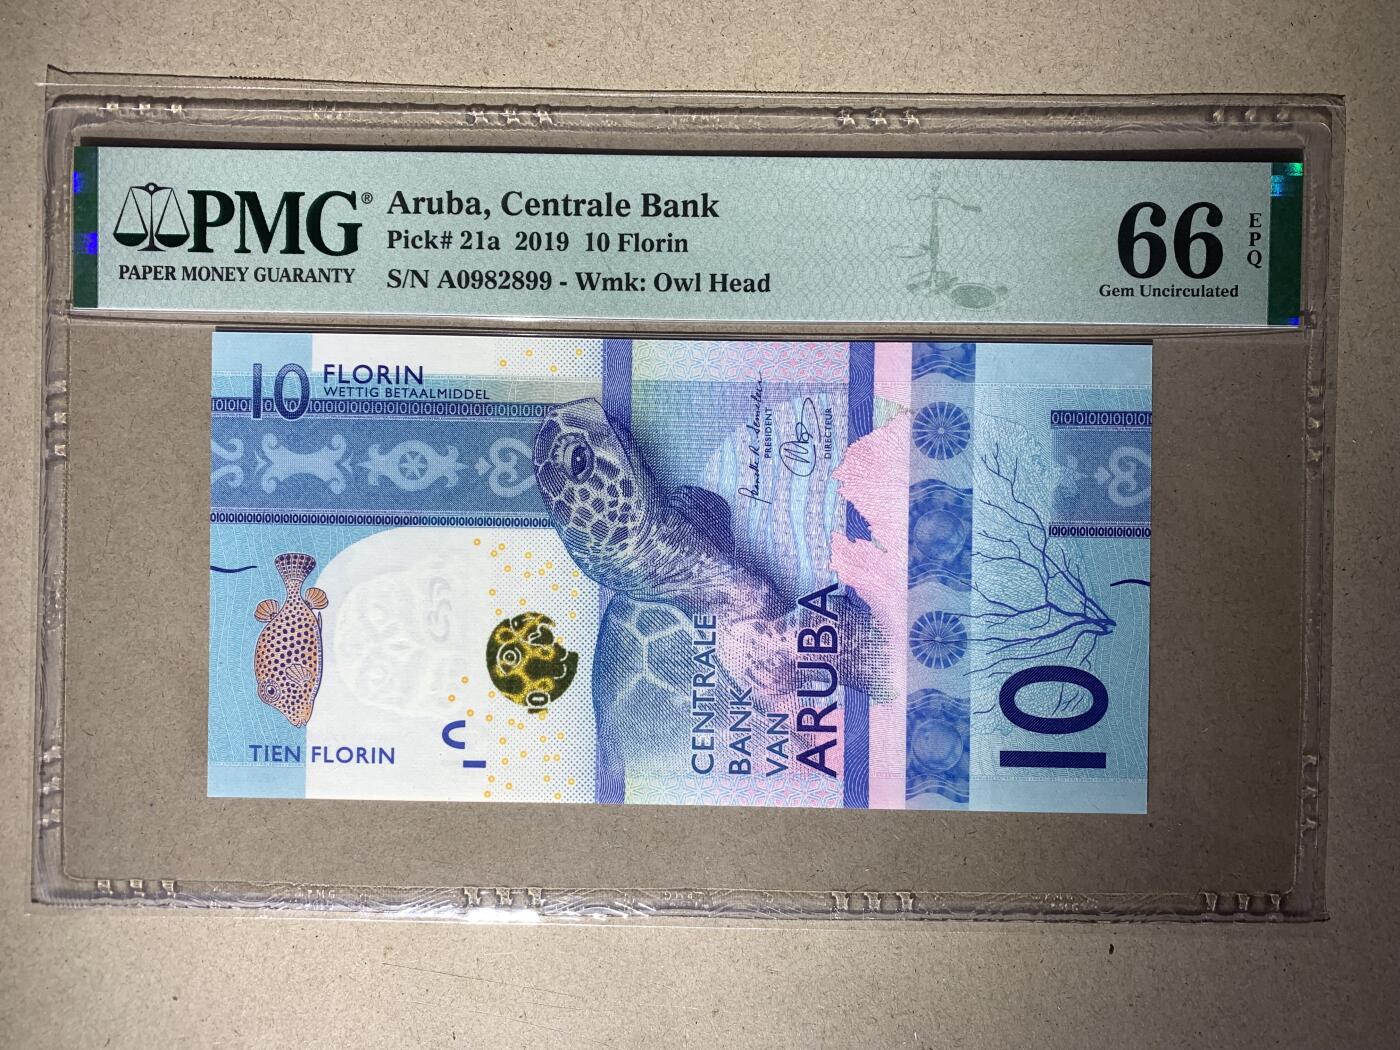 PMG®
PAPER MONEY GUARANTY
Aruba, Centrale Bank
Pick# 21a 2019 10 Florin
S/N A0982899 - Wmk: Owl Head
66
EPQ
Gem Uncirculated
10 FLORIN
WETTIG BETAALMIDDEL
PRESIDENT
DIRECTEUR
CENTRALE
BANK
VAN
ARUBA
10
TIEN FLORIN
10